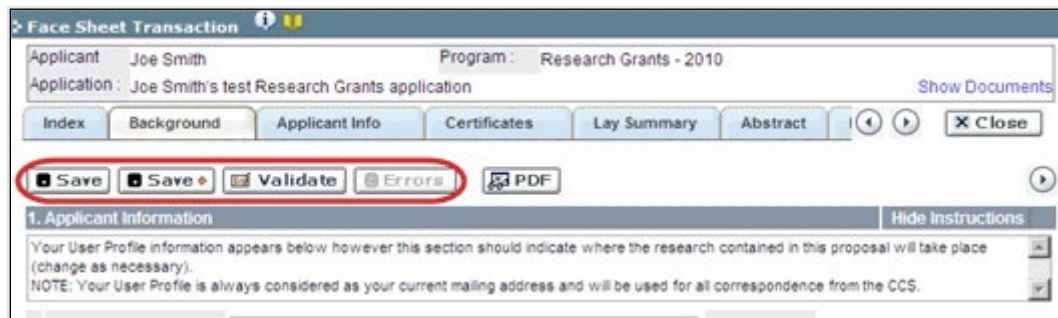 Face Sheet Transaction
Applicant Joe Smith Program : Research Grants - 2010
Application : Joe Smith's test Research Grants application Show Documents
Index Background Applicant Info Certificates Lay Summary Abstract Close
Save Save Validate Errors PDF
1. Applicant Information Hide Instructions
Your User Profile information appears below however this section should indicate where the research contained in this proposal will take place
(change as necessary).
NOTE: Your User Profile is always considered as your current mailing address and will be used for all correspondence from the CCS.